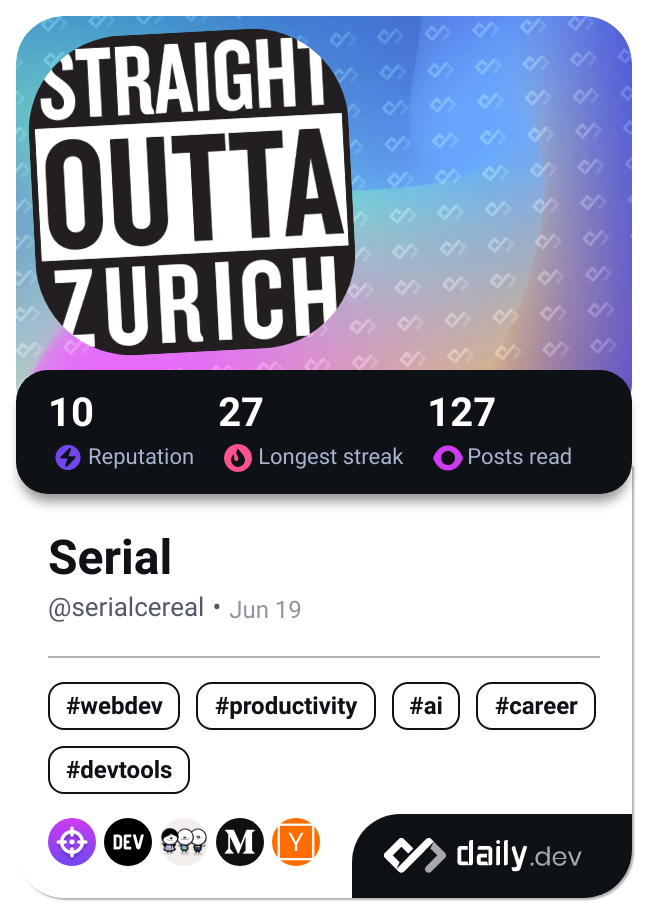 STRAIGHT
OUTTA
ZURICH
10 27 127
Reputation Longest streak Posts read
Serial
@serialcereal • Jun 19
#webdev #productivity #ai #career
#devtools
DEV M Y
daily.dev